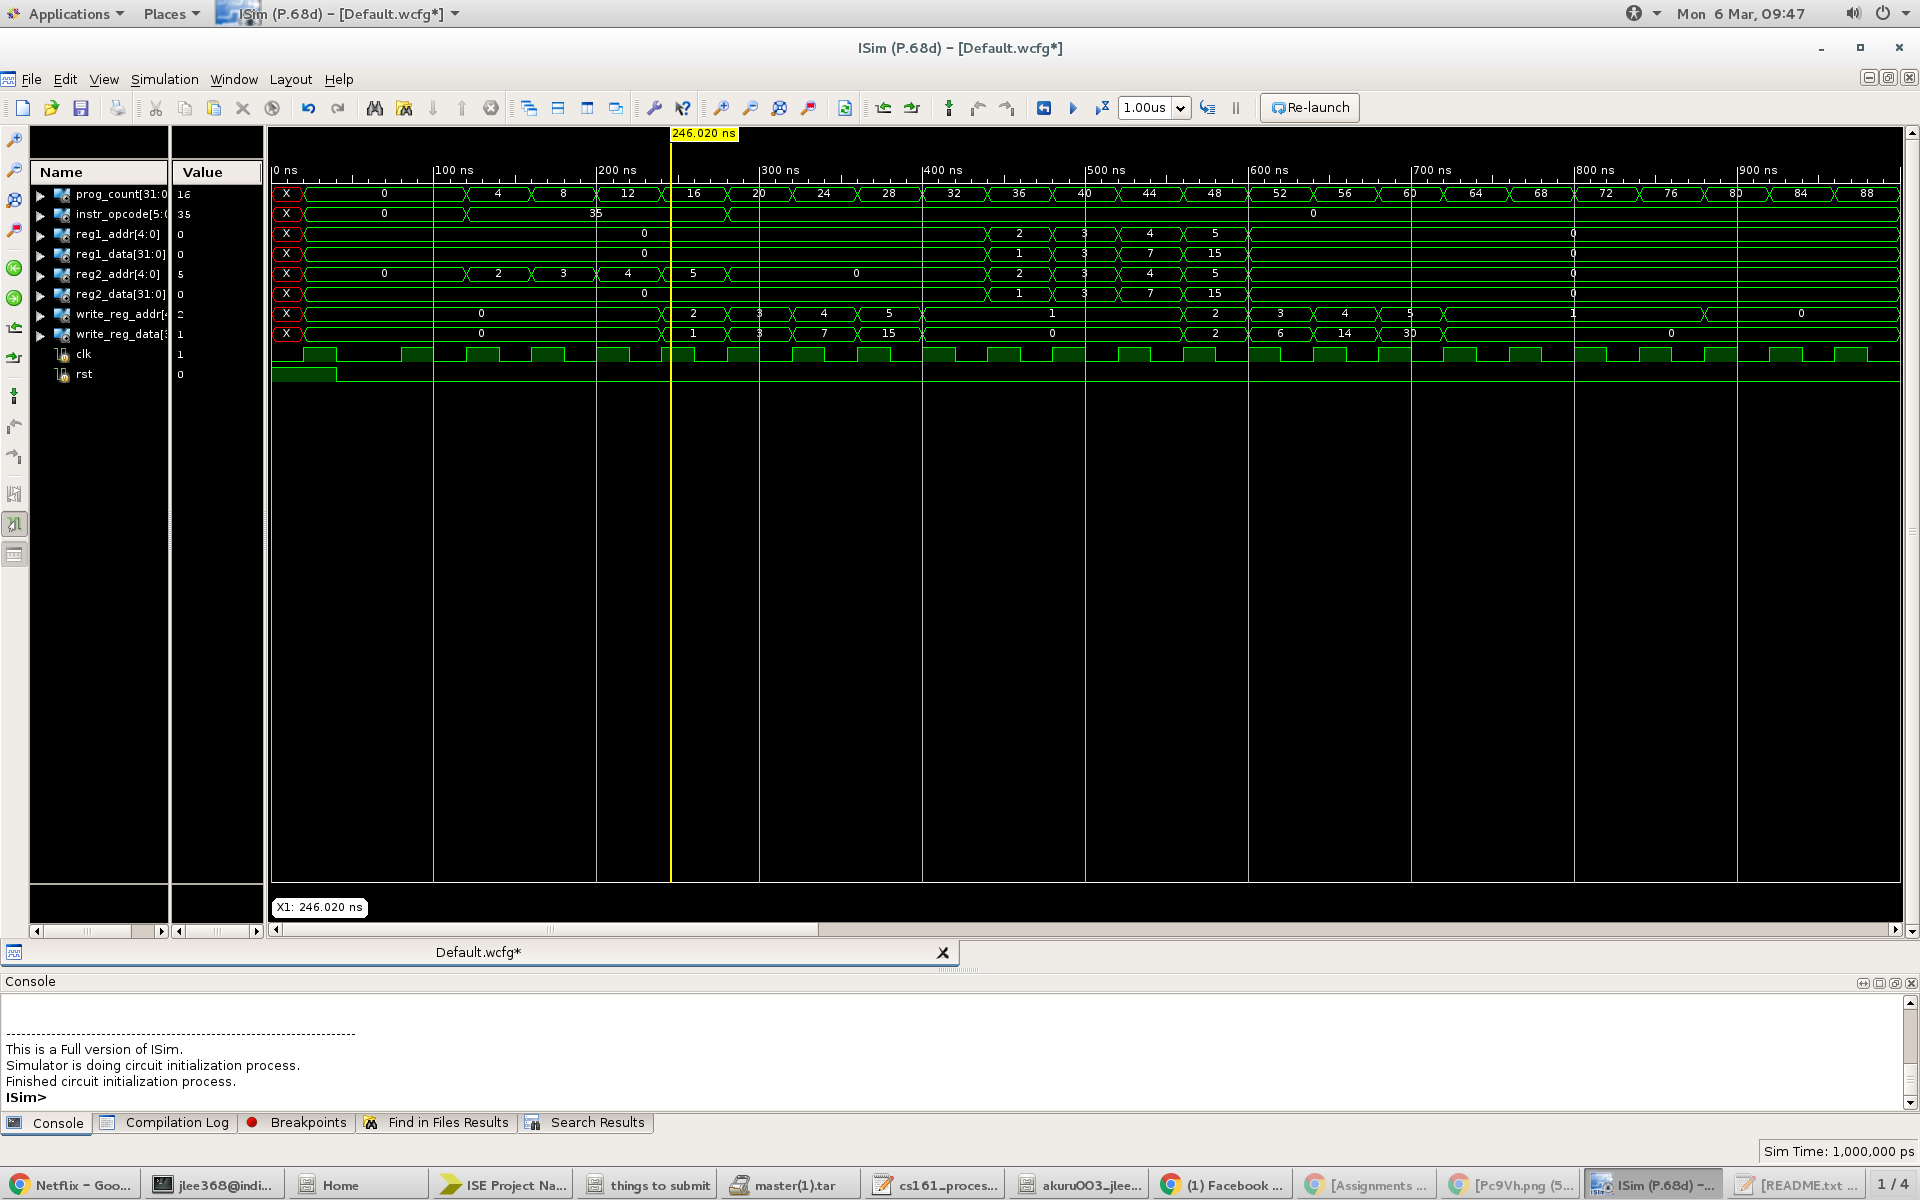 Applications Places ISim (P.68d) – [Default.wcfg*] Mon 6 Mar, 09:47
ISim (P.68d) – [Default.wcfg*]
File Edit View Simulation Window Layout Help
1.00us Re-launch
246.020 ns
Name Value
0 ns 100 ns 200 ns 300 ns 400 ns 500 ns 600 ns 700 ns 800 ns 900 ns
prog_count[31:0 16 X 0 4 8 12 16 20 24 28 32 36 40 44 48 52 56 60 64 68 72 76 80 84 88
instr_opcode[5:0 35 X 0 35 0
reg1_addr[4:0] 0 X 0 2 3 4 5 0
reg1_data[31:0] 0 X 0 1 3 7 15 0
reg2_addr[4:0] 5 X 0 2 3 4 5 0 2 3 4 5 0
reg2_data[31:0] 0 X 0 1 3 7 15 0
write_reg_addr[4 2 X 0 2 3 4 5 1 2 3 4 5 1 0
write_reg_data[3 1 X 0 1 3 7 15 0 2 6 14 30 0
clk 1
rst 0
X1: 246.020 ns
Default.wcfg*
Console
This is a Full version of ISim.
Simulator is doing circuit initialization process.
Finished circuit initialization process.
ISim>
Console Compilation Log Breakpoints Find in Files Results Search Results
Sim Time: 1,000,000 ps
Netflix – Goo... jlee368@indi... Home ISE Project Na... things to submit master(1).tar cs161_proces... akuru003_jlee... (1) Facebook ... [Assignments ... [Pc9Vh.png (5... ISim (P.68d) –... [README.txt ... 1 / 4